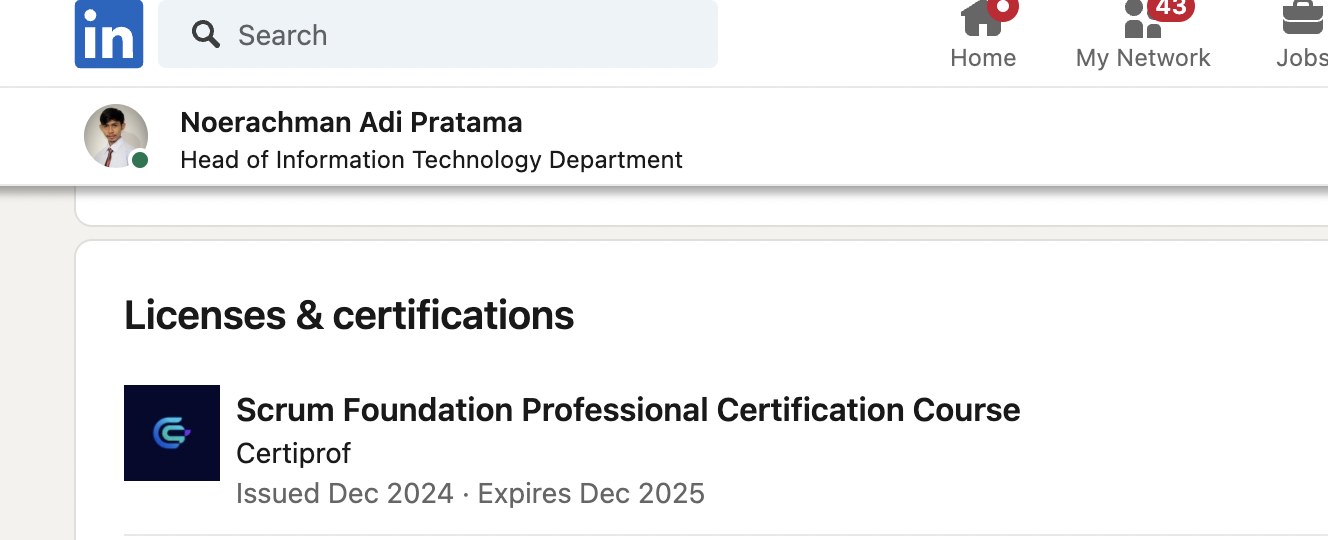 in
Search
Home
43
My Network
Jobs
Noerachman Adi Pratama
Head of Information Technology Department
Licenses & certifications
Scrum Foundation Professional Certification Course
Certiprof
Issued Dec 2024 · Expires Dec 2025